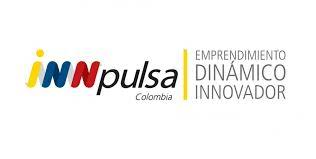 iNNpulsa
Colombia
EMPRENDIMIENTO
DINÁMICO
INNOVADOR